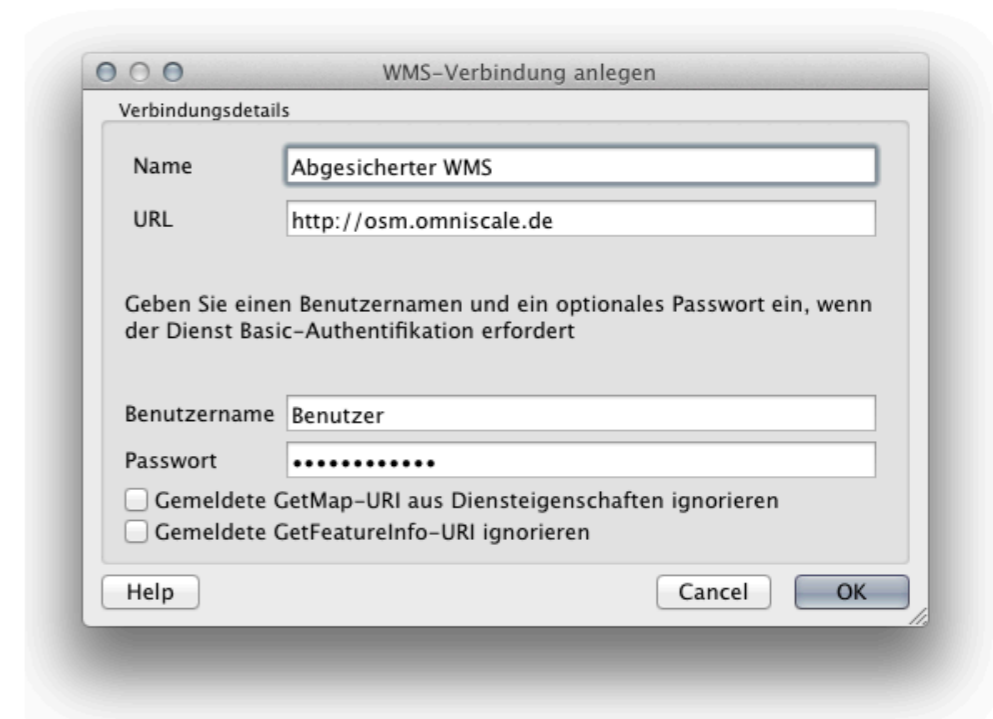 WMS-Verbindung anlegen
Verbindungsdetails
Name Abgesicherter WMS
URL http://osm.omniscale.de
Geben Sie einen Benutzernamen und ein optionales Passwort ein, wenn
der Dienst Basic-Authentifikation erfordert
Benutzername Benutzer
Passwort ••••••••••••
Gemeldete GetMap-URI aus Diensteigenschaften ignorieren
Gemeldete GetFeatureInfo-URI ignorieren
Help Cancel OK